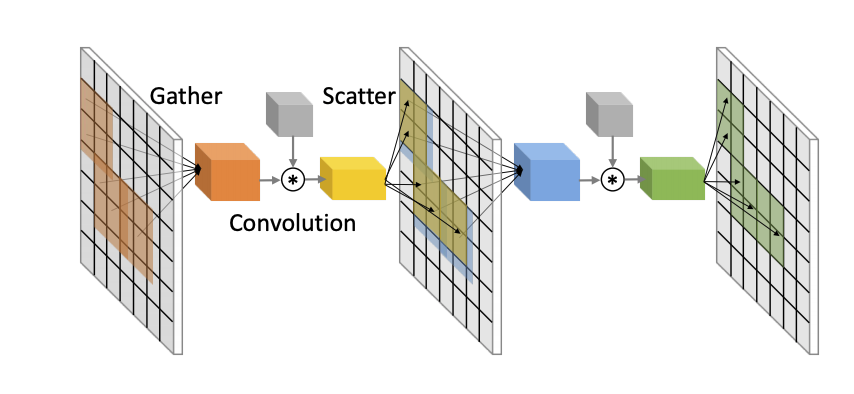 Gather
Scatter
*
*
Convolution